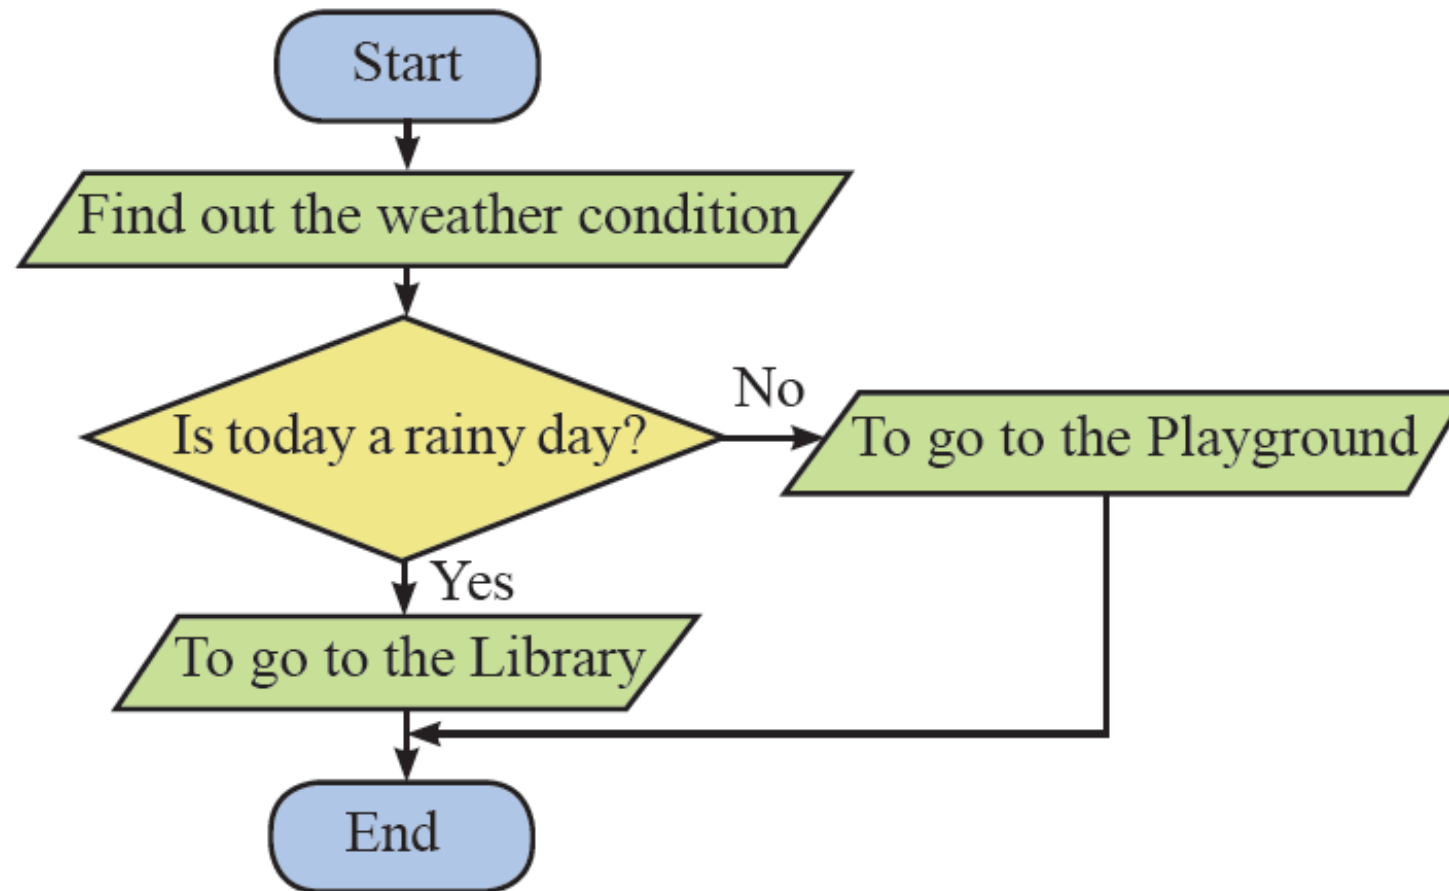 Start
Find out the weather condition
Is today a rainy day?
No
To go to the Playground
Yes
To go to the Library
End